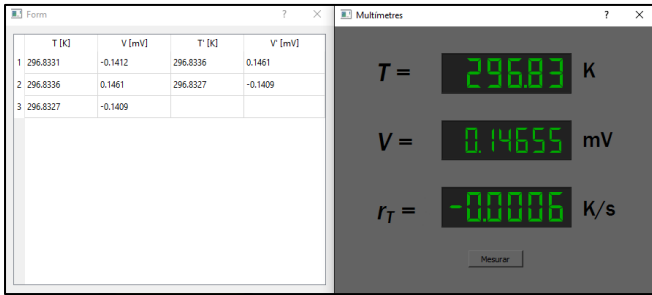 Form ? ×
T [K] V [mV] T' [K] V' [mV]
1 296.8331 -0.1412 296.8336 0.1461
2 296.8336 0.1461 296.8327 -0.1409
3 296.8327 -0.1409
Multímetres ? ×
T = 296.83 K
V = 0.14655 mV
r_T = -0.0006 K/s
Mesurar